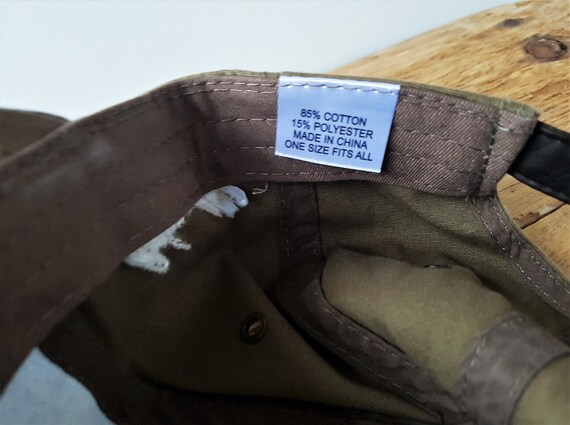 85% COTTON
15% POLYESTER
MADE IN CHINA
ONE SIZE FITS ALL